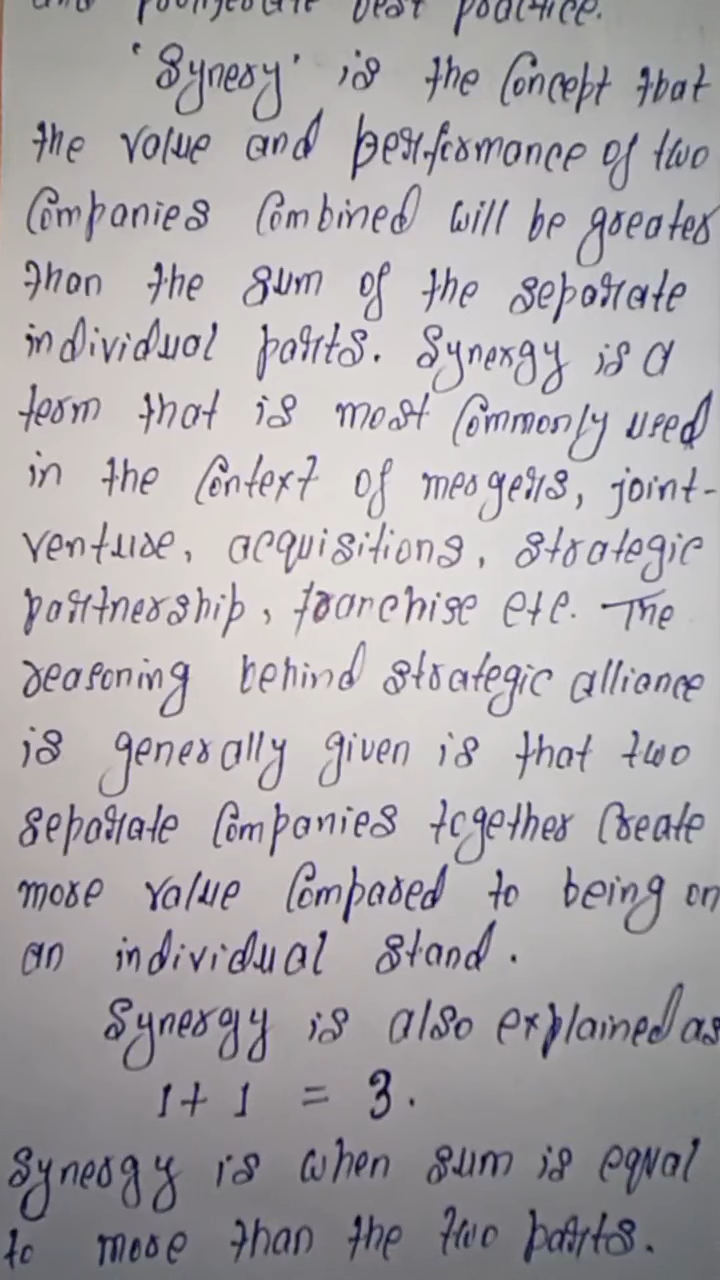 best practice.
'Synergy' is the Concept that
the value and performance of two
Companies Combined will be greater
than the sum of the separate
individual parts. Synergy is a
term that is most Commonly used
in the Context of mergers, joint-
venture, acquisitions, strategic
partnership, franchise etc. The
reasoning behind strategic alliance
is generally given is that two
separate Companies together Create
more value Compared to being on
an individual stand.
Synergy is also explained as
1 + 1 = 3.
Synergy is when sum is equal
to more than the two parts.